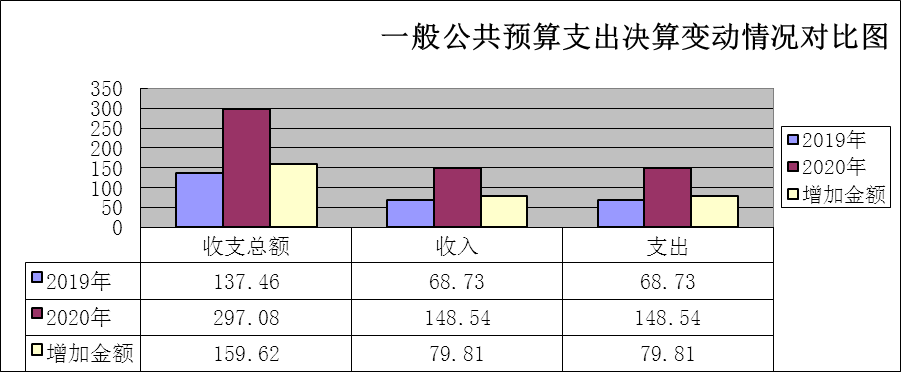 一般公共预算支出决算变动情况对比图
350
300
250
200
150
100
50
0
2019年
2020年
增加金额
收支总额 收入 支出
2019年 137.46 68.73 68.73
2020年 297.08 148.54 148.54
增加金额 159.62 79.81 79.81